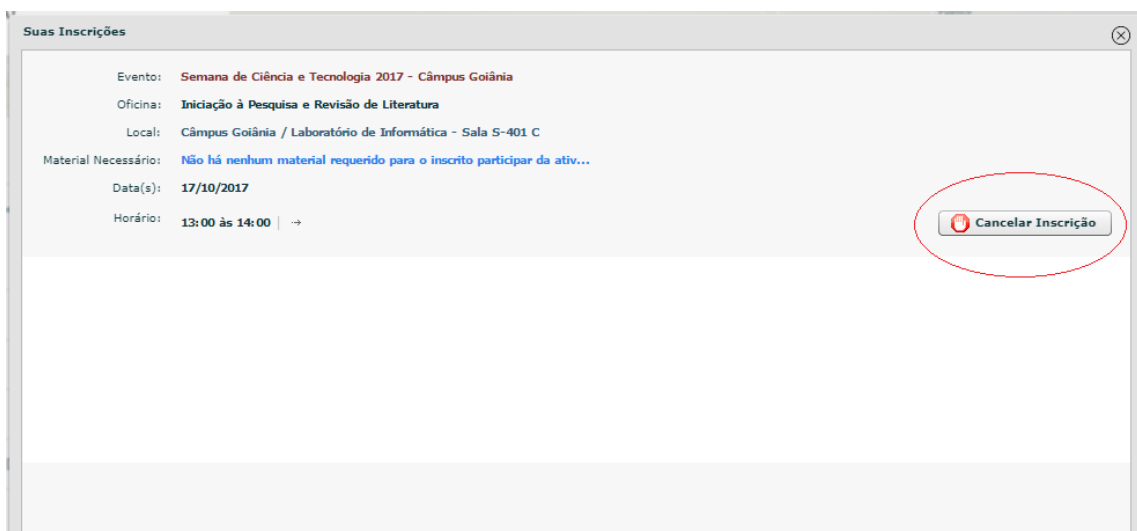 Suas Inscrições
Evento: Semana de Ciência e Tecnologia 2017 - Câmpus Goiânia
Oficina: Iniciação à Pesquisa e Revisão de Literatura
Local: Câmpus Goiânia / Laboratório de Informática - Sala S-401 C
Material Necessário: Não há nenhum material requerido para o inscrito participar da ativ...
Data(s): 17/10/2017
Horário: 13:00 às 14:00 | →
Cancelar Inscrição